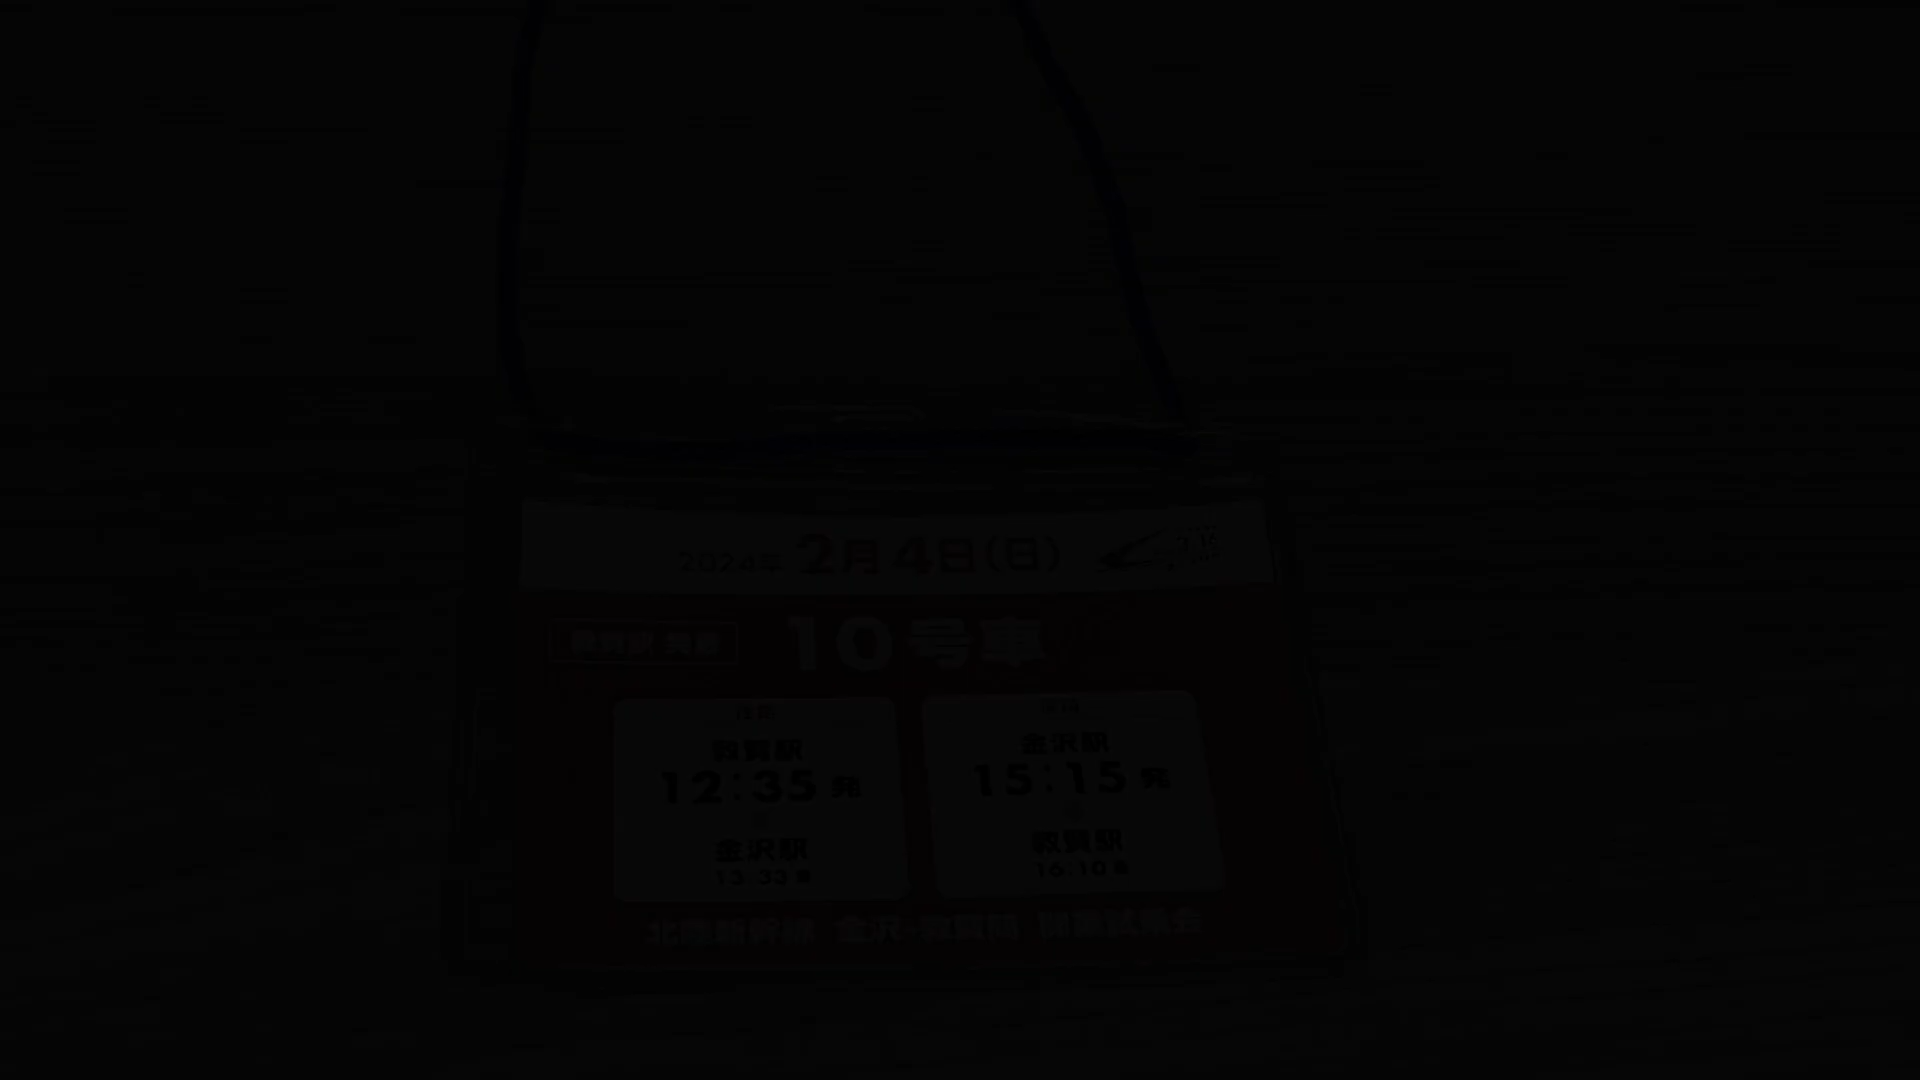 2024年 2月4日(日)
10号車
往路
敦賀駅
12:35 発
金沢駅
13:33 着
復路
金沢駅
15:15 発
敦賀駅
16:10 着
北陸新幹線 金沢-敦賀間 開業試乗会